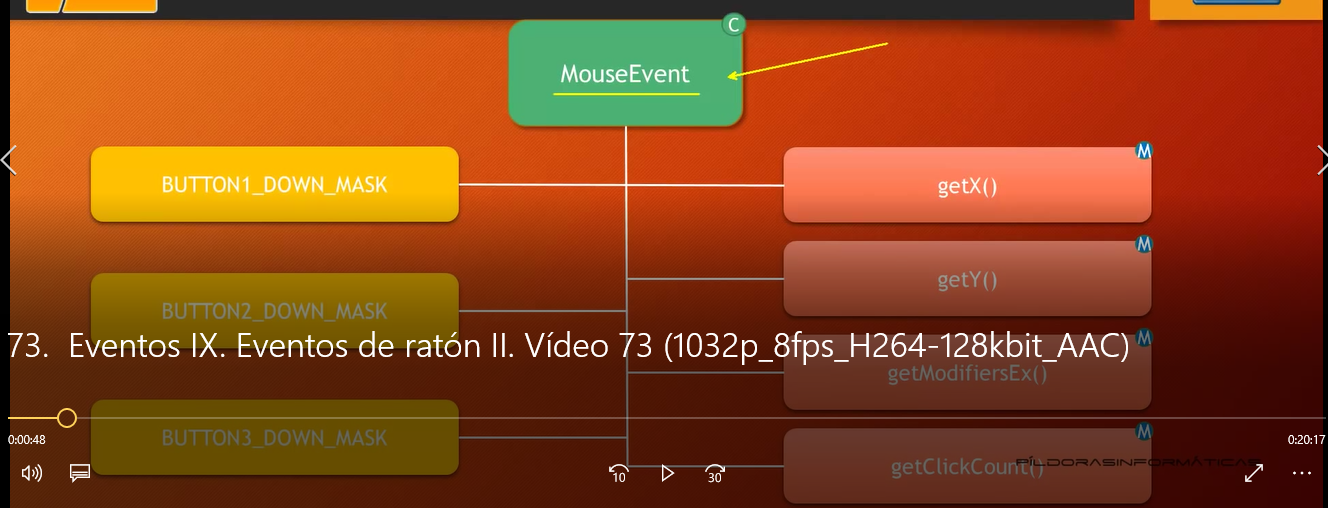 C
MouseEvent
BUTTON1_DOWN_MASK
M
getX()
M
getY()
BUTTON2_DOWN_MASK
73. Eventos IX. Eventos de ratón II. Vídeo 73 (1032p_8fps_H264-128kbit_AAC)
M
getModifiersEx()
BUTTON3_DOWN_MASK
M
getClickCount()
PÍLDORASINFORMÁTICAS
0:00:48
0:20:17
10
30